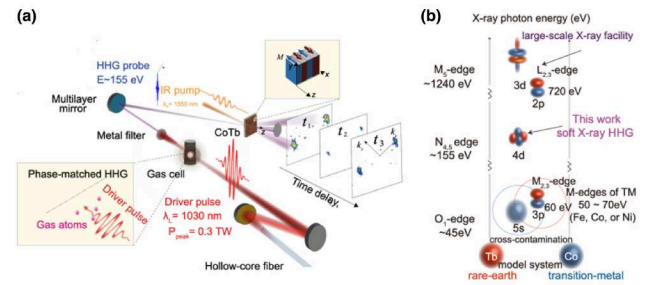 (a)
HHG probe
E~155 eV
IR pump
λ₀= 1550 nm
M
y
x
z
Multilayer
mirror
Metal filter
CoTb
t₁
t₂
t₃
Gas cell
Phase-matched HHG
Driver pulse
Gas atoms
Driver pulse
λL= 1030 nm
Ppeak= 0.3 TW
Time delay,
Hollow-core fiber
(b)
X-ray photon energy (eV)
large-scale X-ray facility
M₅-edge
~1240 eV
L₂,₃-edge
3d
720 eV
2p
This work
soft X-ray HHG
N₄,₅-edge
~155 eV
4d
M₂,₃-edge
M-edges of TM
60 eV
50 ~ 70eV
3p
(Fe, Co, or Ni)
O₁-edge
~45eV
5s
cross-contamination
Tb
model system
Co
rare-earth
transition-metal